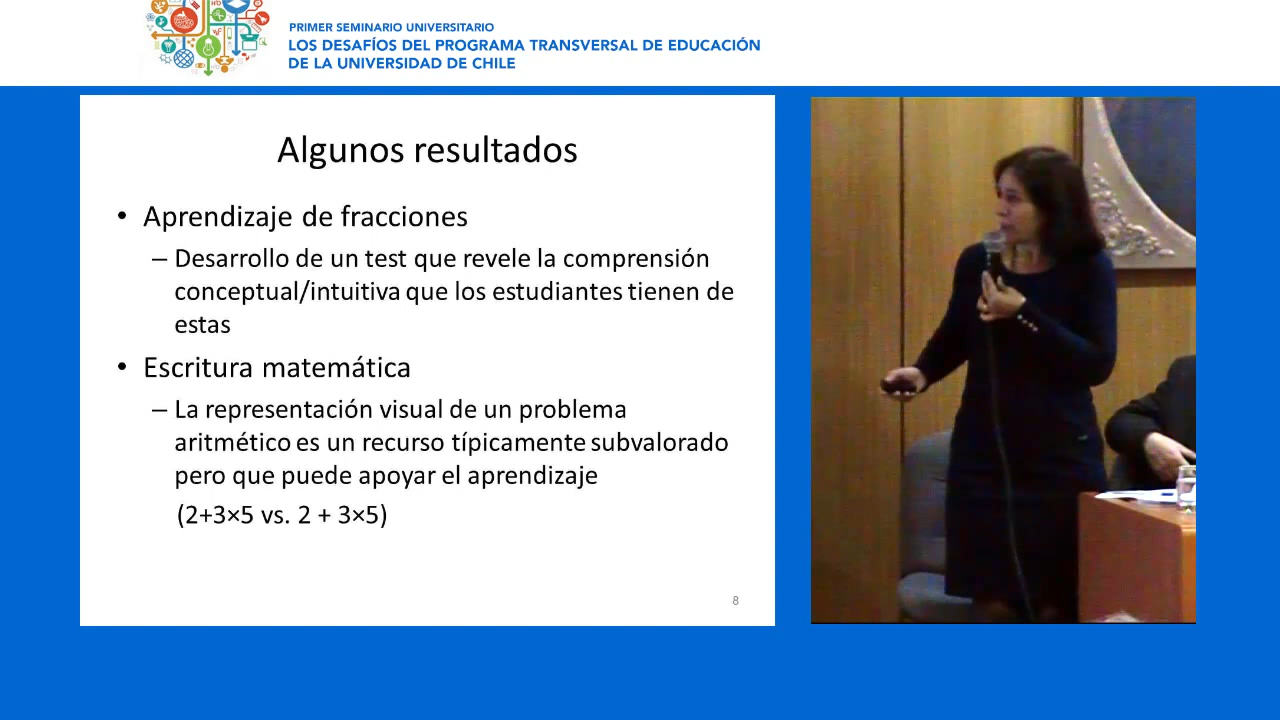 PRIMER SEMINARIO UNIVERSITARIO
LOS DESAFÍOS DEL PROGRAMA TRANSVERSAL DE EDUCACIÓN
DE LA UNIVERSIDAD DE CHILE
Algunos resultados
• Aprendizaje de fracciones
– Desarrollo de un test que revele la comprensión
conceptual/intuitiva que los estudiantes tienen de
estas
• Escritura matemática
– La representación visual de un problema
aritmético es un recurso típicamente subvalorado
pero que puede apoyar el aprendizaje
(2+3×5 vs. 2 + 3×5)
8